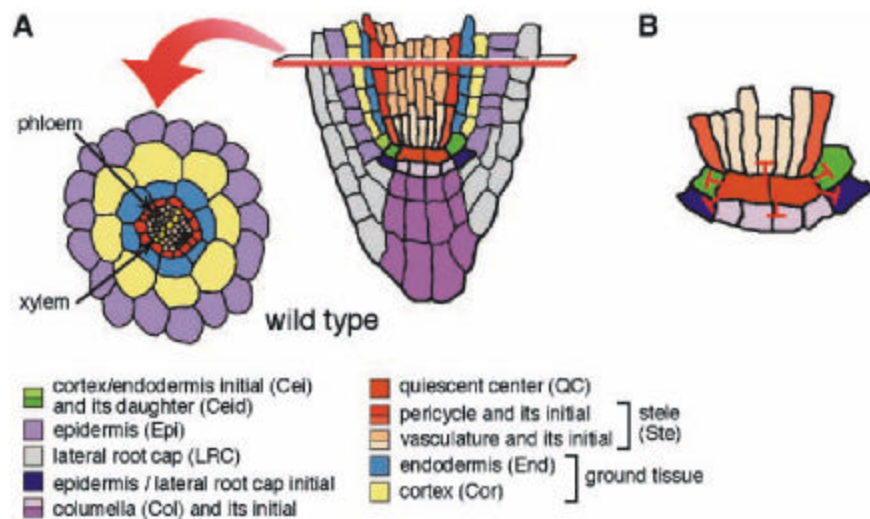 A
B
phloem
xylem
wild type
cortex/endodermis initial (Cei)
and its daughter (Ceid)
epidermis (Epi)
lateral root cap (LRC)
epidermis / lateral root cap initial
columella (Col) and its initial
quiescent center (QC)
pericycle and its initial
vasculature and its initial
stele
(Ste)
endodermis (End)
cortex (Cor)
ground tissue